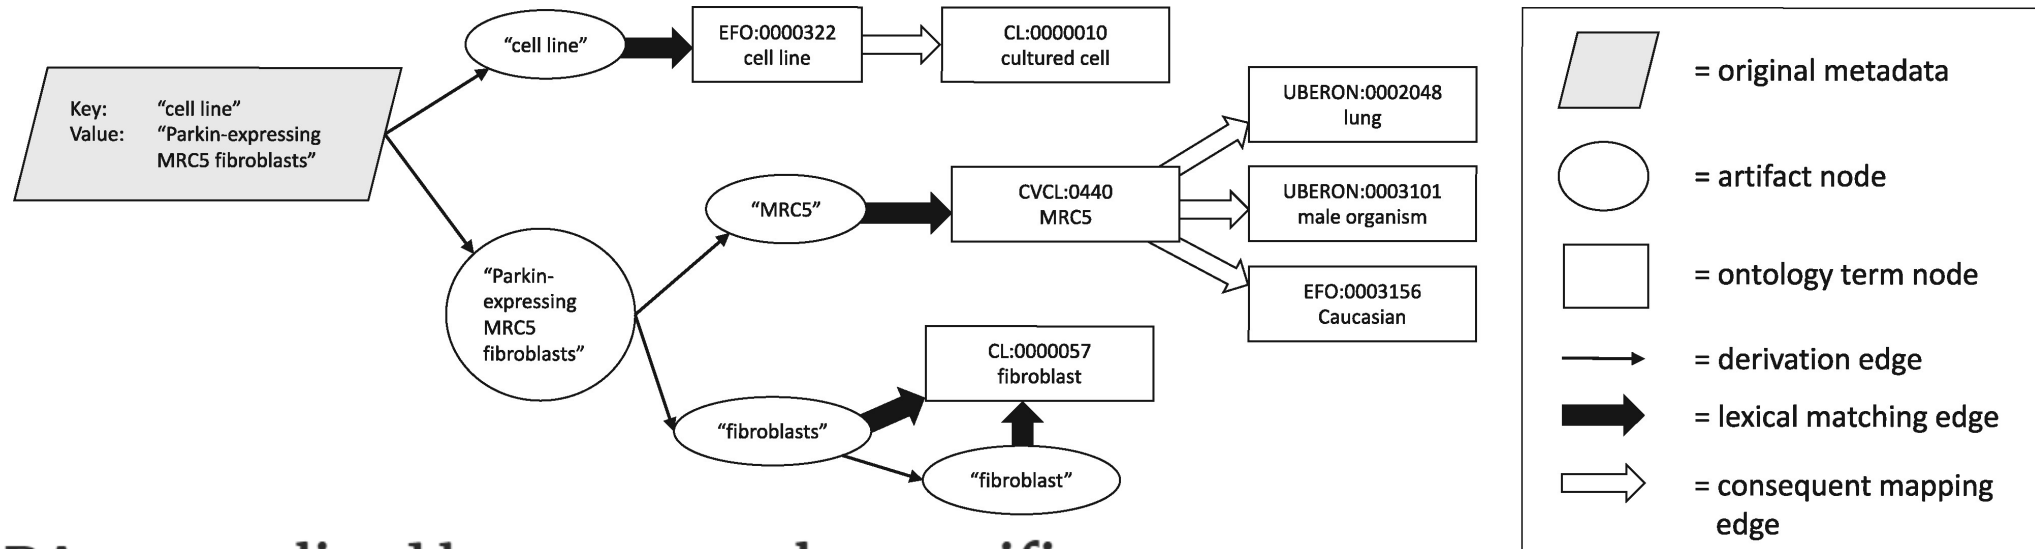 Key: "cell line"
Value: "Parkin-expressing
MRC5 fibroblasts"
"cell line"
EFO:0000322
cell line
CL:0000010
cultured cell
"Parkin-
expressing
MRC5
fibroblasts"
"MRC5"
CVCL:0440
MRC5
UBERON:0002048
lung
UBERON:0003101
male organism
EFO:0003156
Caucasian
"fibroblasts"
CL:0000057
fibroblast
"fibroblast"
= original metadata
= artifact node
= ontology term node
= derivation edge
= lexical matching edge
= consequent mapping
edge